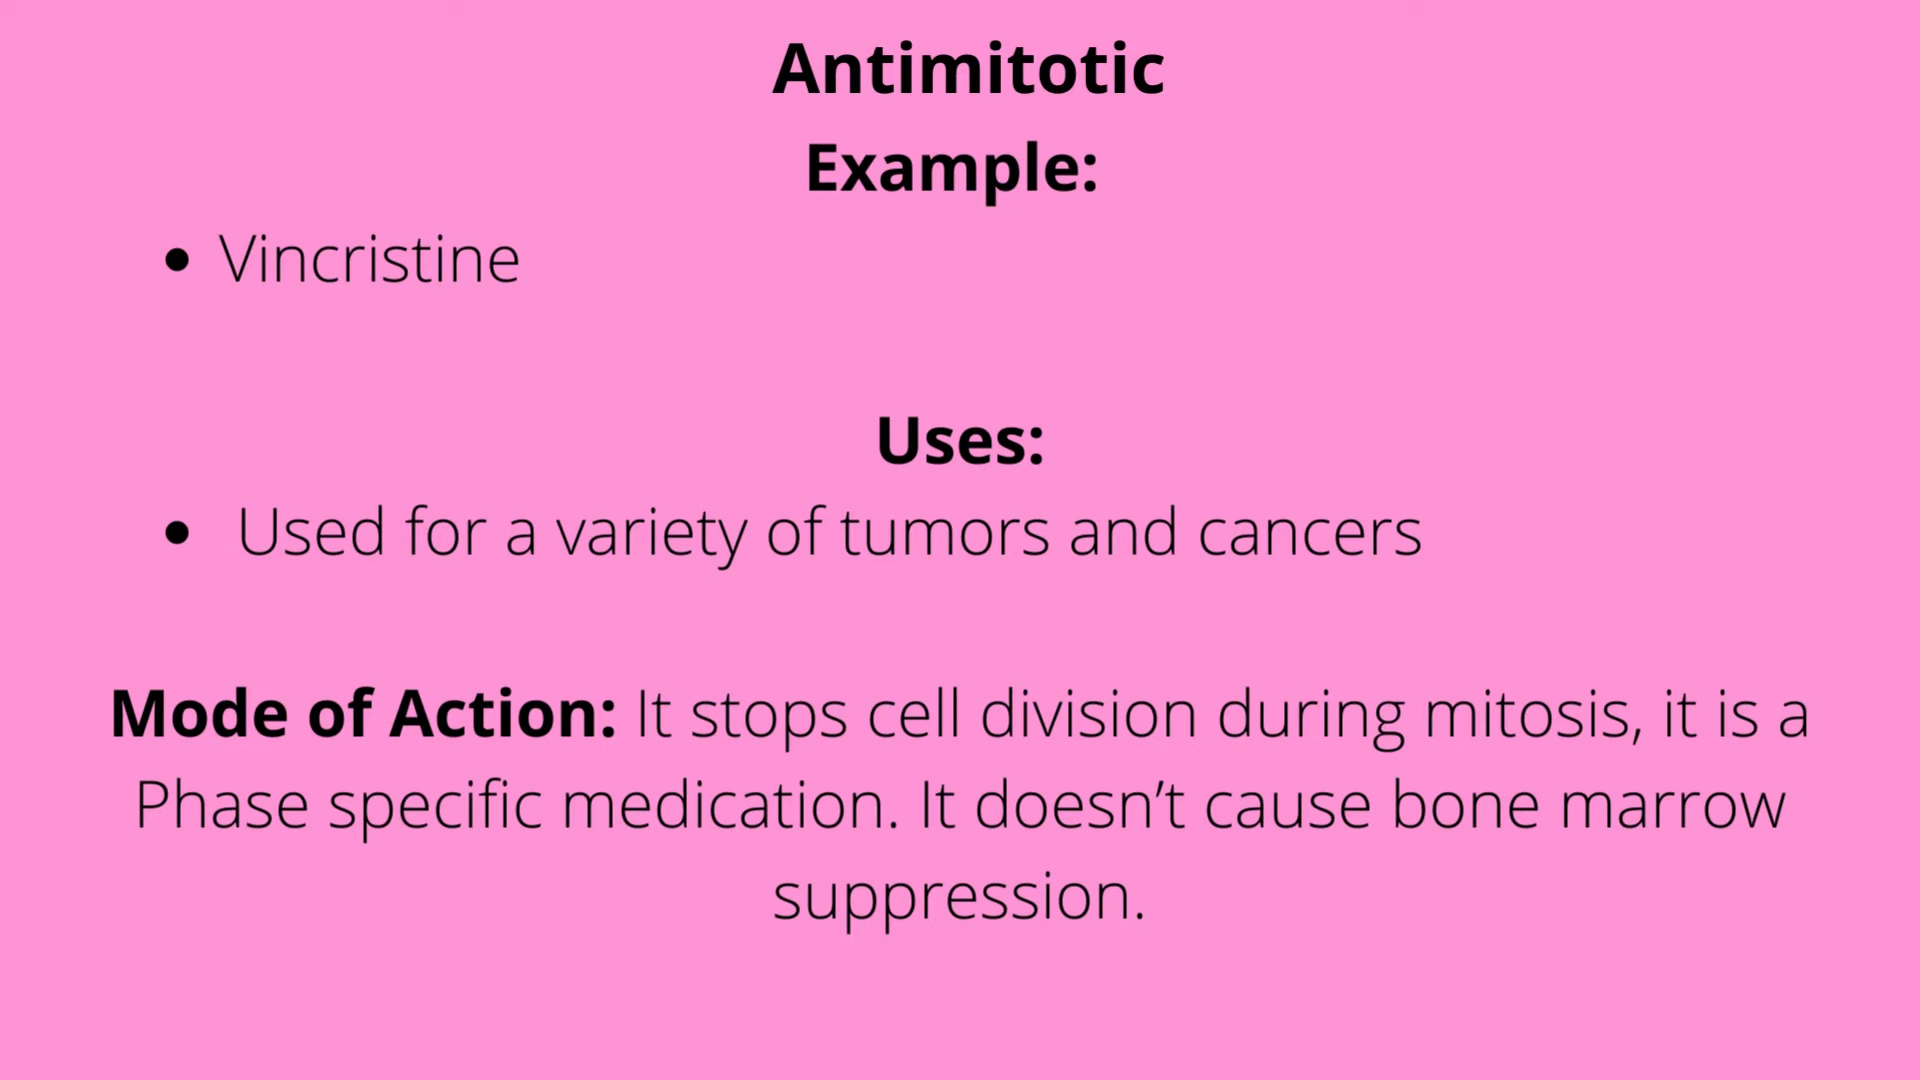 Antimitotic
Example:
• Vincristine
Uses:
• Used for a variety of tumors and cancers
Mode of Action: It stops cell division during mitosis, it is a
Phase specific medication. It doesn’t cause bone marrow
suppression.